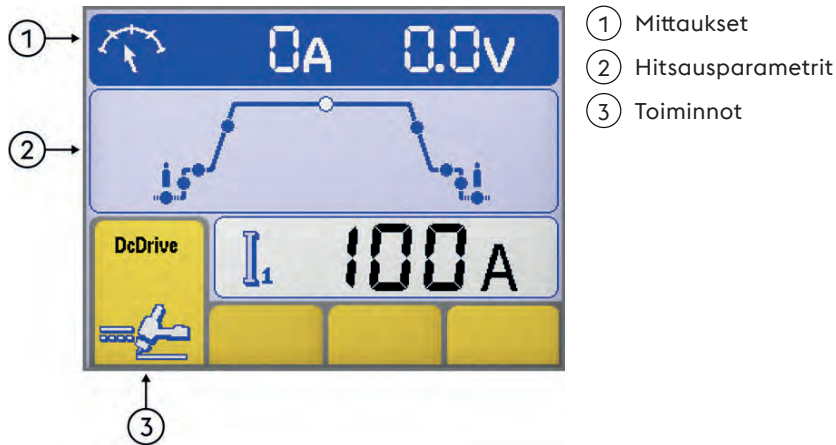 1
0A 0.0V
2
DcDrive
I1 100A
3
1 Mittaukset
2 Hitsausparametrit
3 Toiminnot